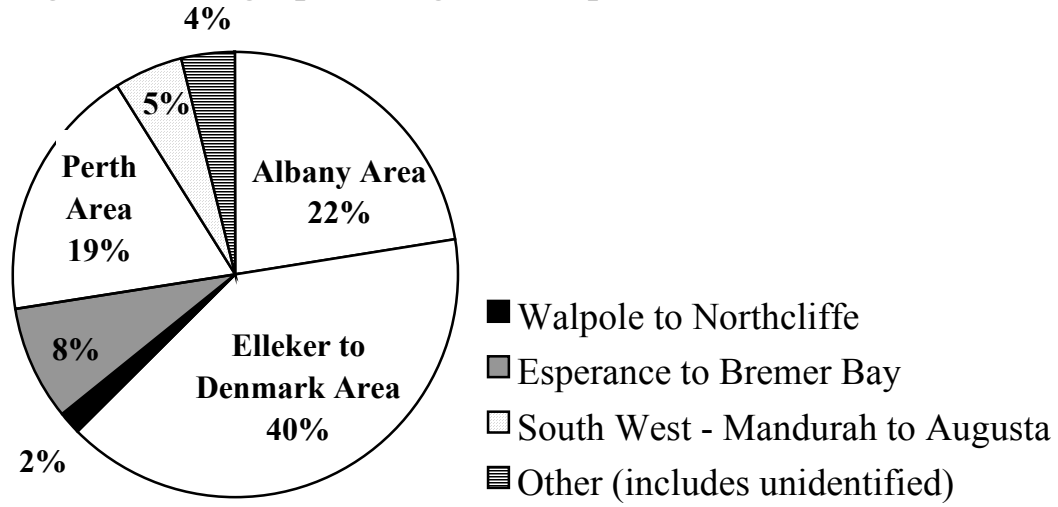 4%
5%
Perth
Area
19%
Albany Area
22%
8%
Elleker to
Denmark Area
40%
2%
Walpole to Northcliffe
Esperance to Bremer Bay
South West - Mandurah to Augusta
Other (includes unidentified)